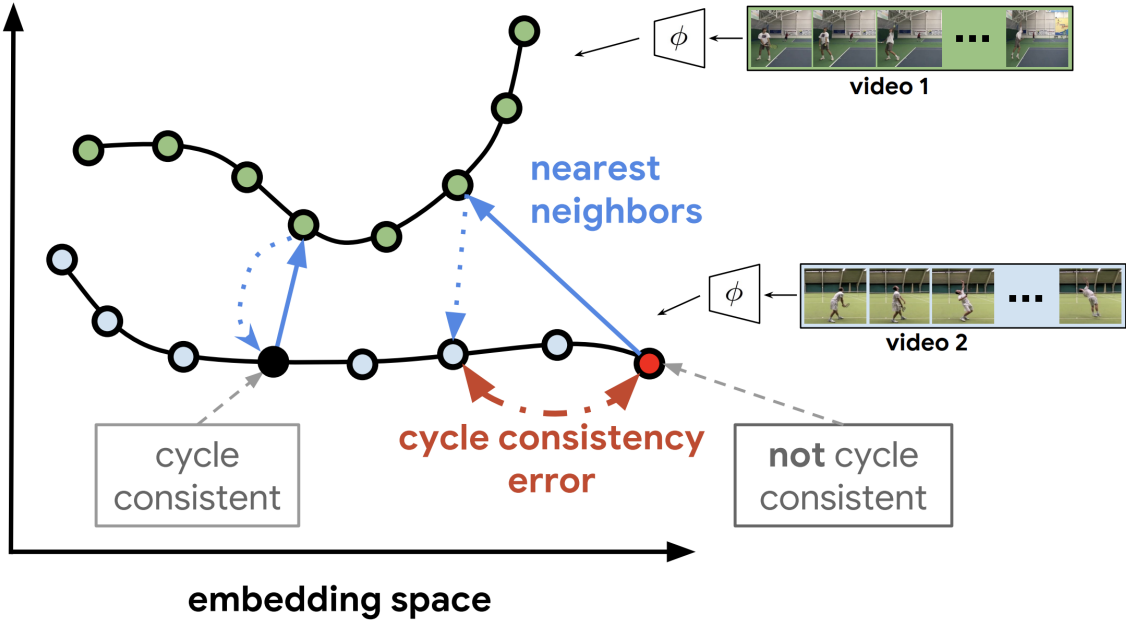 ϕ
video 1
nearest
neighbors
ϕ
video 2
cycle
consistent
cycle consistency
error
not cycle
consistent
embedding space